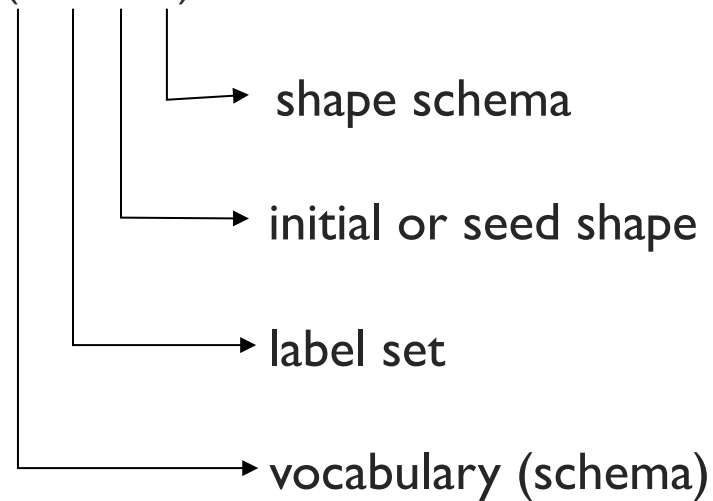 shape schema
initial or seed shape
label set
vocabulary (schema)